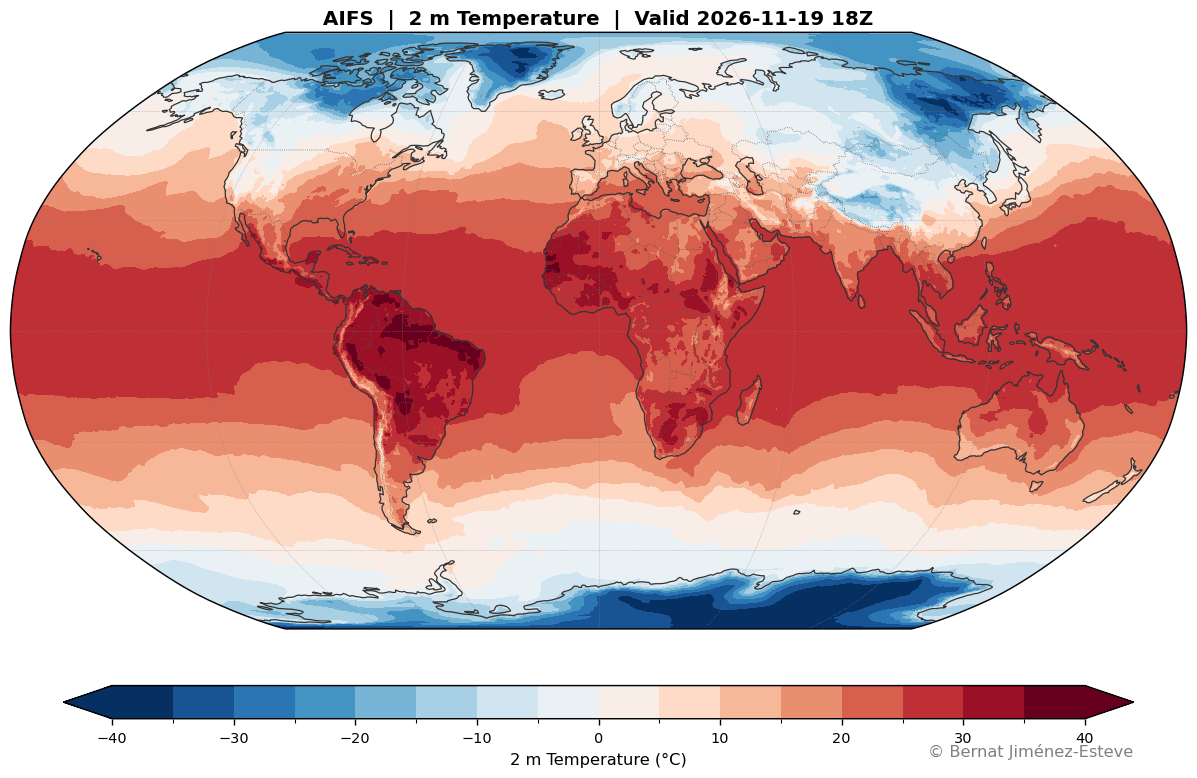 AIFS | 2 m Temperature | Valid 2026-11-19 18Z
−40 −30 −20 −10 0 10 20 30 40
2 m Temperature (°C)
© Bernat Jiménez-Esteve